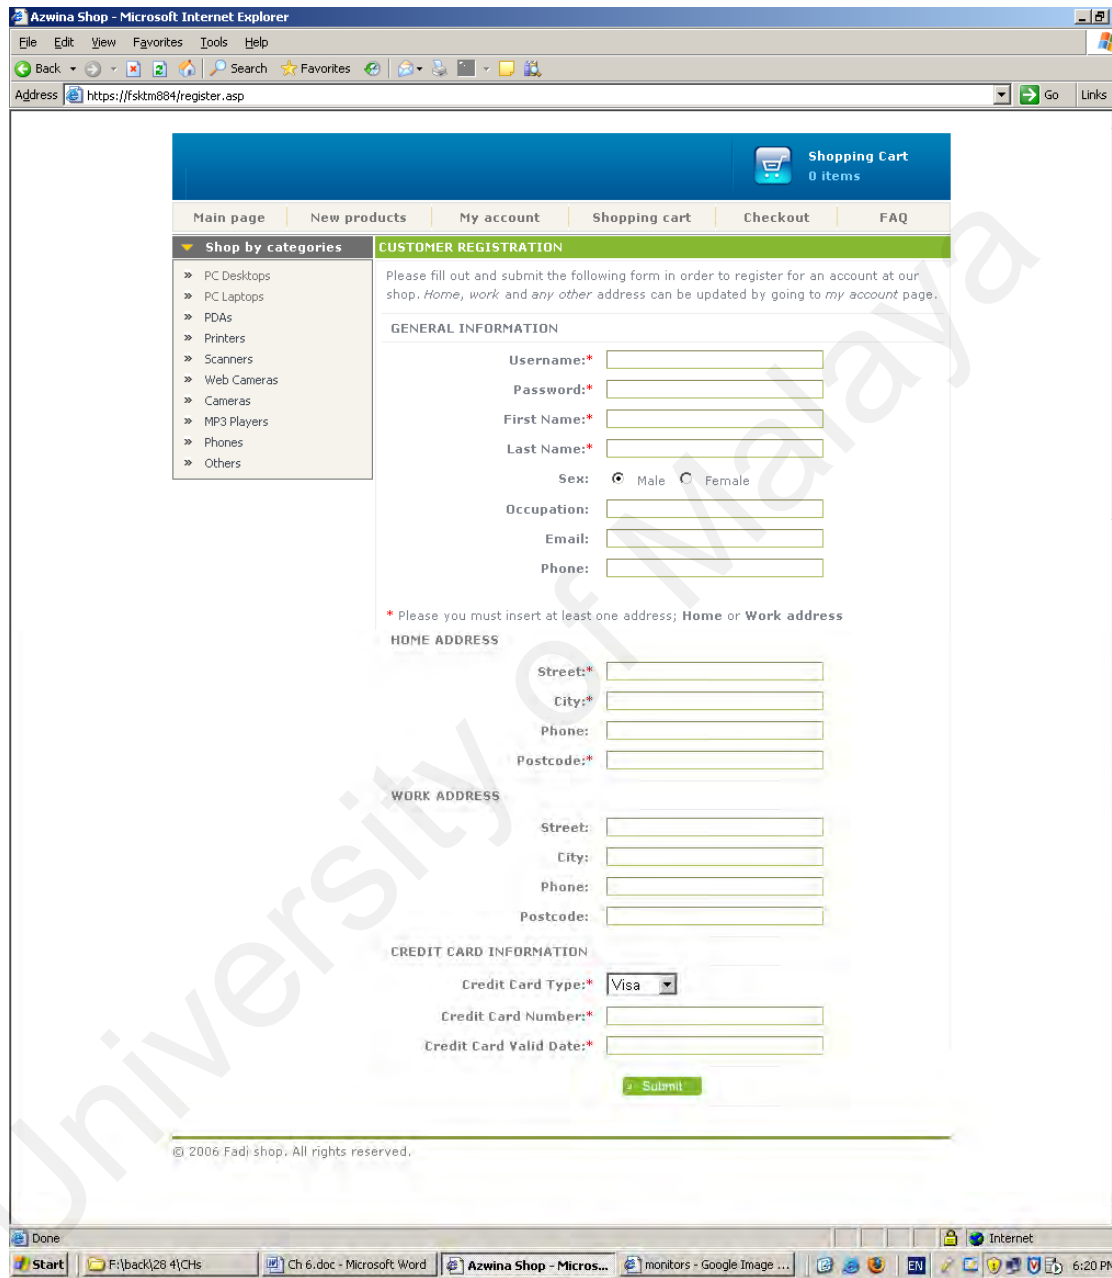 Azwina Shop - Microsoft Internet Explorer
File Edit View Favorites Tools Help
Back Search Favorites
Address https://fsktm884/register.asp Go Links
Shopping Cart
0 items
Main page New products My account Shopping cart Checkout FAQ
Shop by categories
» PC Desktops
» PC Laptops
» PDAs
» Printers
» Scanners
» Web Cameras
» Cameras
» MP3 Players
» Phones
» Others
CUSTOMER REGISTRATION
Please fill out and submit the following form in order to register for an account at our
shop. Home, work and any other address can be updated by going to my account page.
GENERAL INFORMATION
Username:*
Password:*
First Name:*
Last Name:*
Sex: Male Female
Occupation:
Email:
Phone:
* Please you must insert at least one address; Home or Work address
HOME ADDRESS
Street:*
City:*
Phone:
Postcode:*
WORK ADDRESS
Street:
City:
Phone:
Postcode:
CREDIT CARD INFORMATION
Credit Card Type:* Visa
Credit Card Number:*
Credit Card Valid Date:*
Submit
© 2006 Fadi shop. All rights reserved.
University of Malaya
Done Internet
Start F:\back\28 4\CHs Ch 6.doc - Microsoft Word Azwina Shop - Micros... monitors - Google Image ... EN 6:20 PM